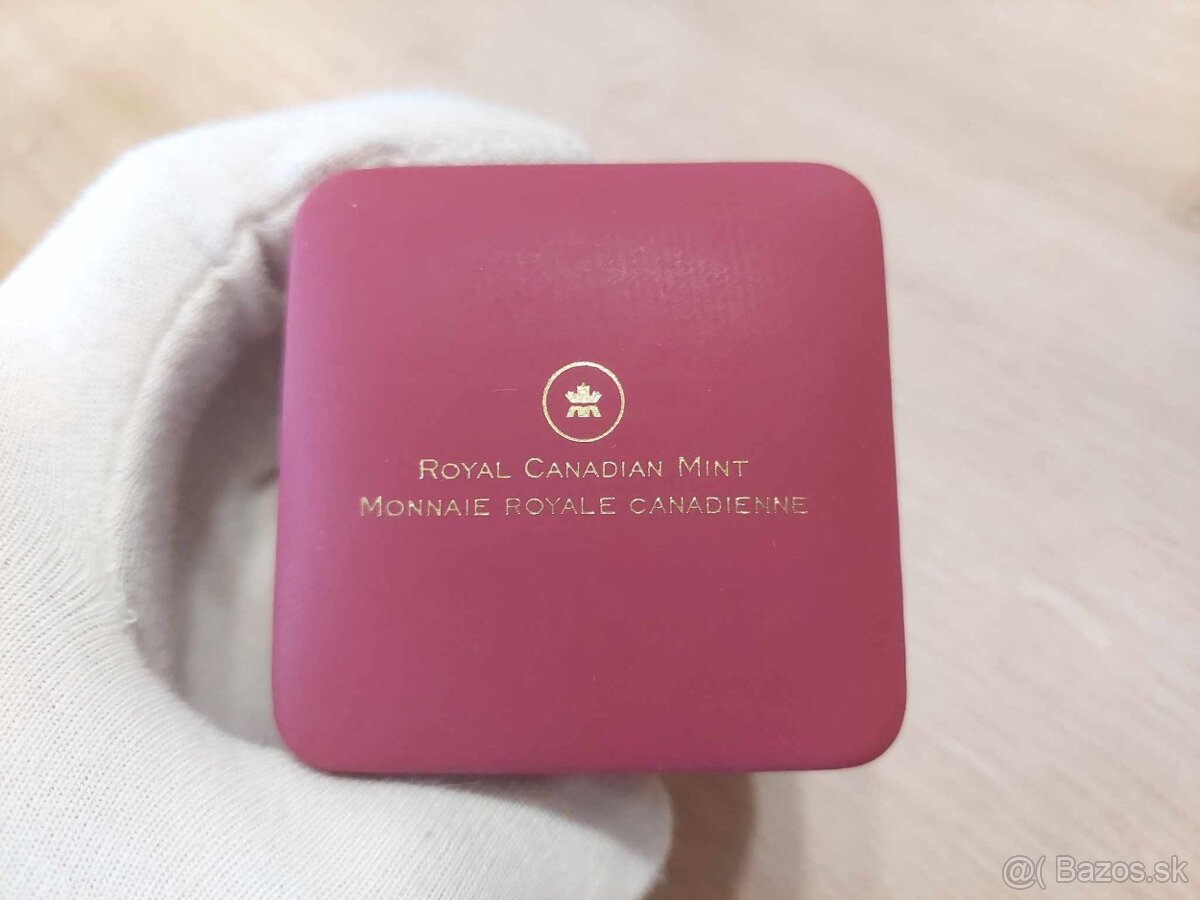 Royal Canadian Mint
Monnaie royale canadienne
@( Bazos.sk